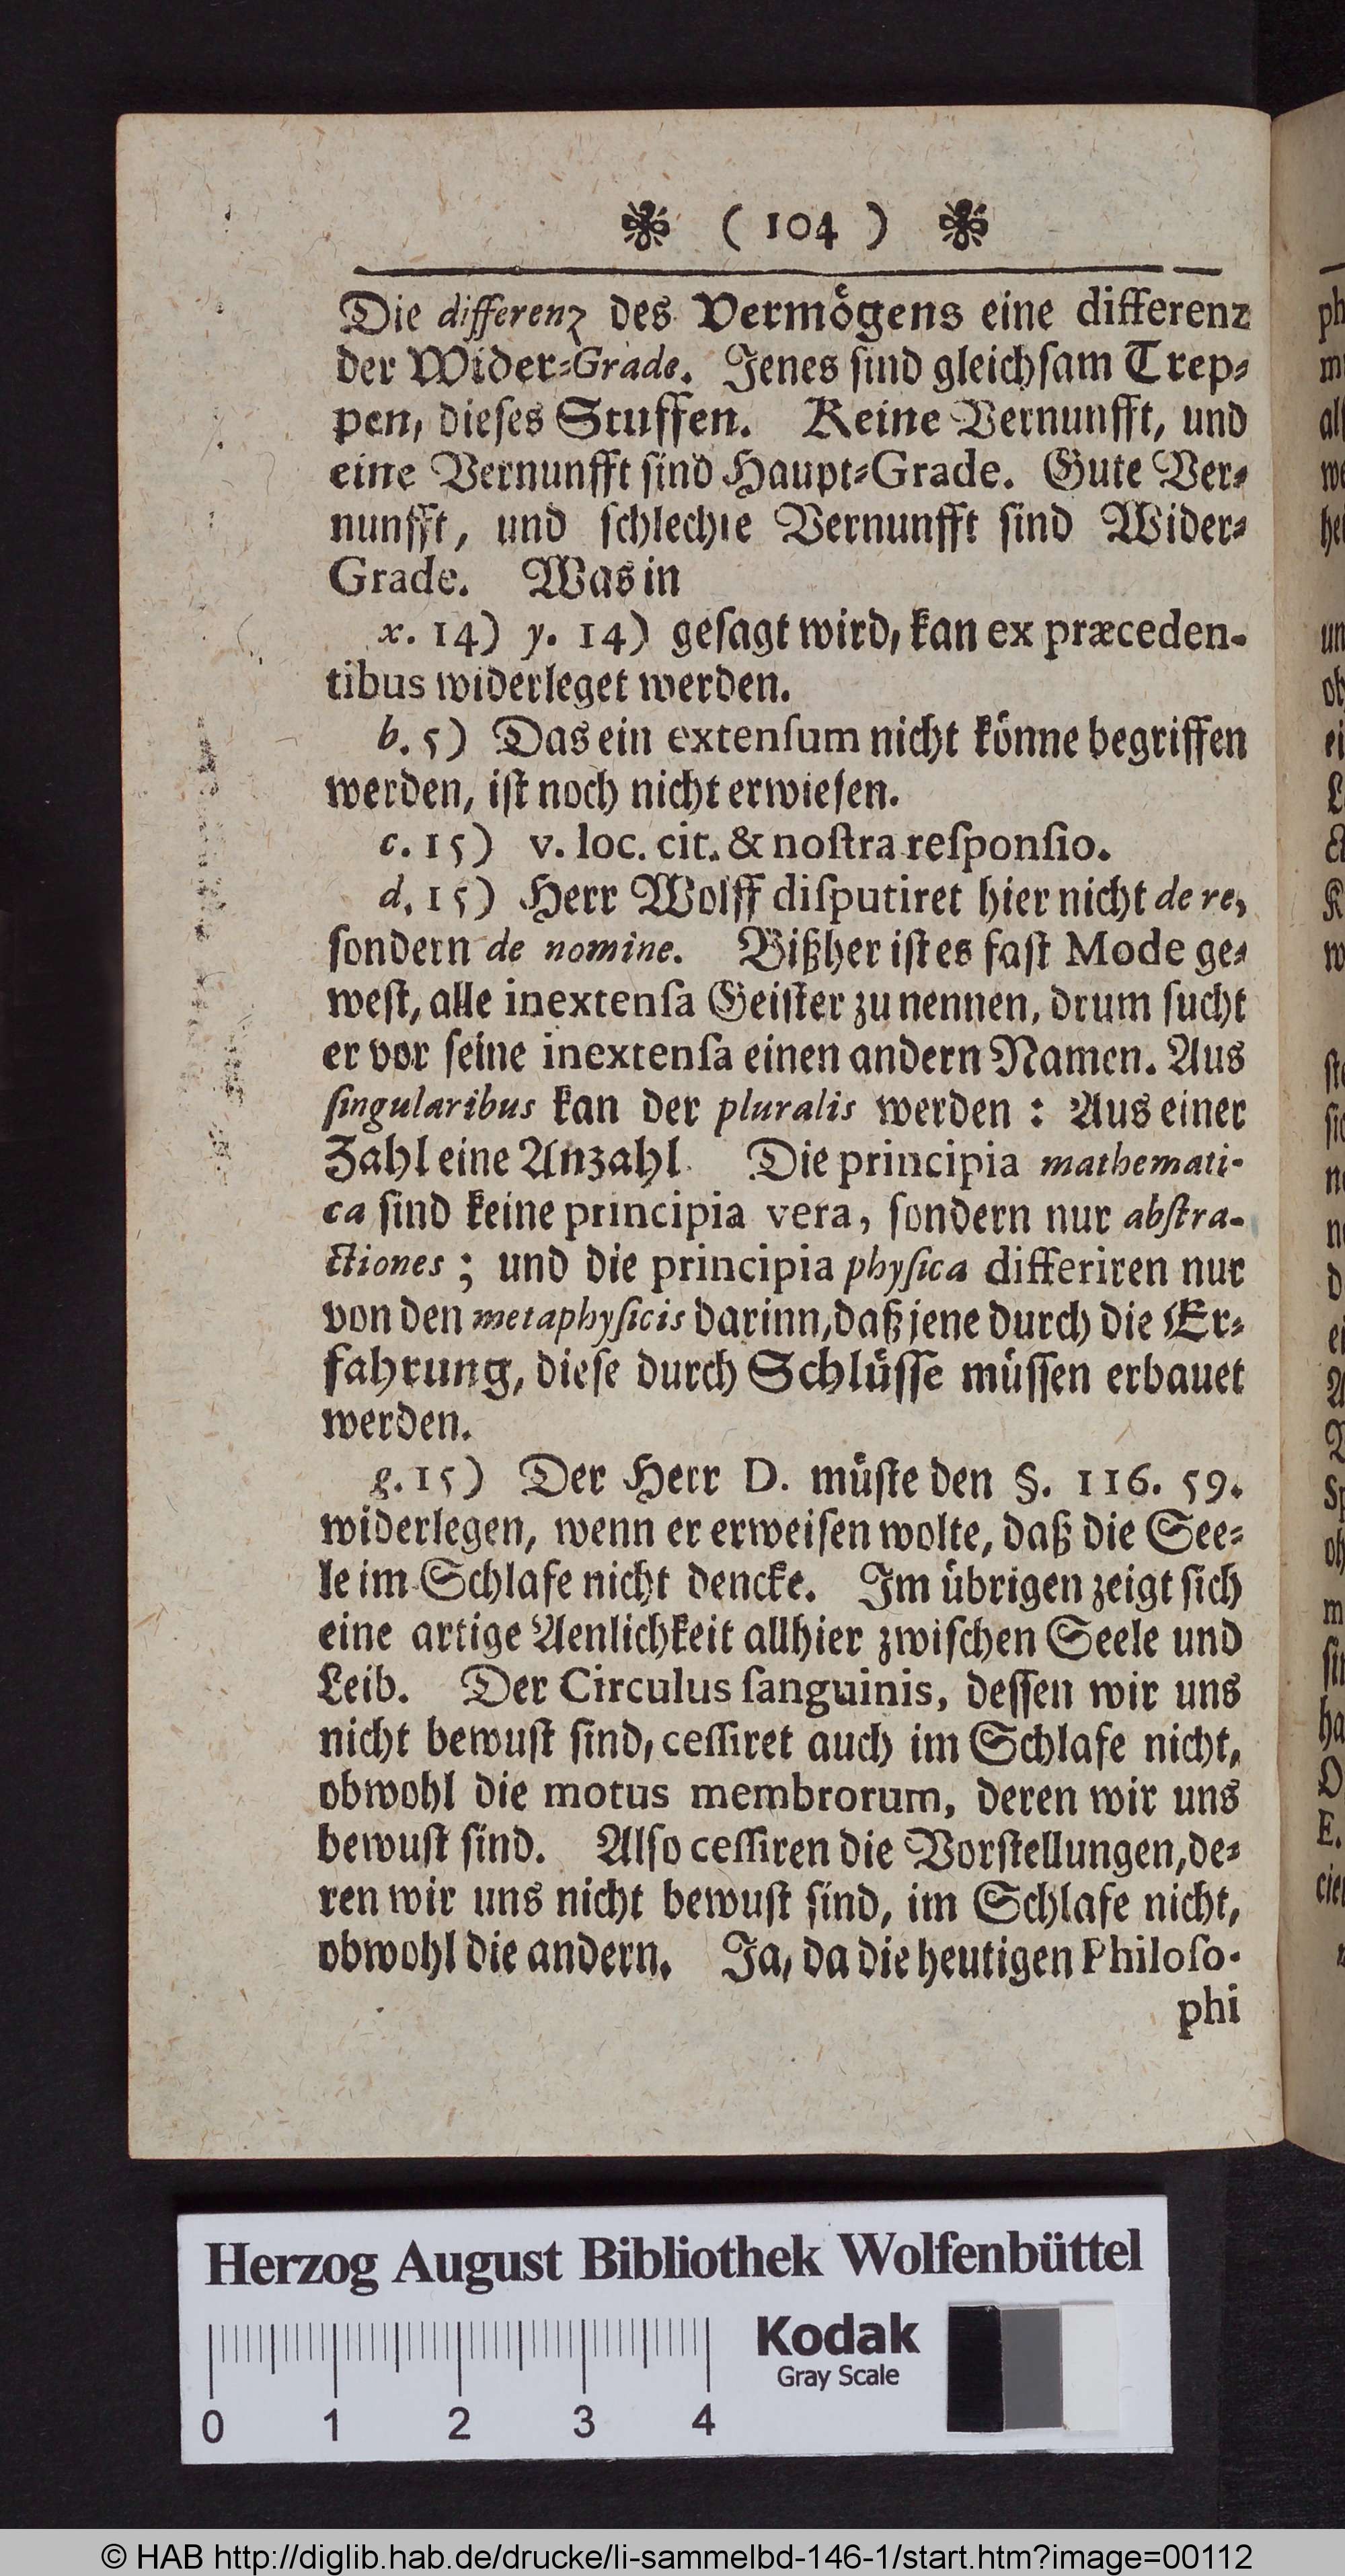 ( 104 )
Die differenz des Vermögens eine differenz
der Wider-Grade. Jenes sind gleichsam Trep-
pen, dieses Stuffen. Keine Vernunfft, und
eine Vernunfft sind Haupt-Grade. Gute Ver-
nunfft, und schlechte Vernunfft sind Wider-
Grade. Was in
x. 14) y. 14) gesagt wird, kan ex præceden-
tibus widerleget werden.
b. 5) Das ein extensum nicht könne begriffen
werden, ist noch nicht erwiesen.
c. 15) v. loc. cit. & nostra responsio.
d. 15) Herr Wolff disputiret hier nicht de re,
sondern de nomine. Bißher ist es fast Mode ge-
west, alle inextensa Geister zu nennen, drum sucht
er vor seine inextensa einen andern Namen. Aus
singularibus kan der pluralis werden : Aus einer
Zahl eine Anzahl. Die principia mathemati-
ca sind keine principia vera, sondern nur abstra-
ctiones ; und die principia physica differiren nur
von den metaphysicis darinn, daß jene durch die Er-
fahrung, diese durch Schlüsse müssen erbauet
werden.
g. 15) Der Herr D. müste den §. 116. 59.
widerlegen, wenn er erweisen wolte, daß die See-
le im Schlafe nicht dencke. Im übrigen zeigt sich
eine artige Aenlichkeit allhier zwischen Seele und
Leib. Der Circulus sanguinis, dessen wir uns
nicht bewust sind, cessiret auch im Schlafe nicht,
obwohl die motus membrorum, deren wir uns
bewust sind. Also cessiren die Vorstellungen, de-
ren wir uns nicht bewust sind, im Schlafe nicht,
obwohl die andern. Ja, da die heutigen Philoso-
phi
Herzog August Bibliothek Wolfenbüttel
Kodak
Gray Scale
0 1 2 3 4
© HAB http://diglib.hab.de/drucke/li-sammelbd-146-1/start.htm?image=00112